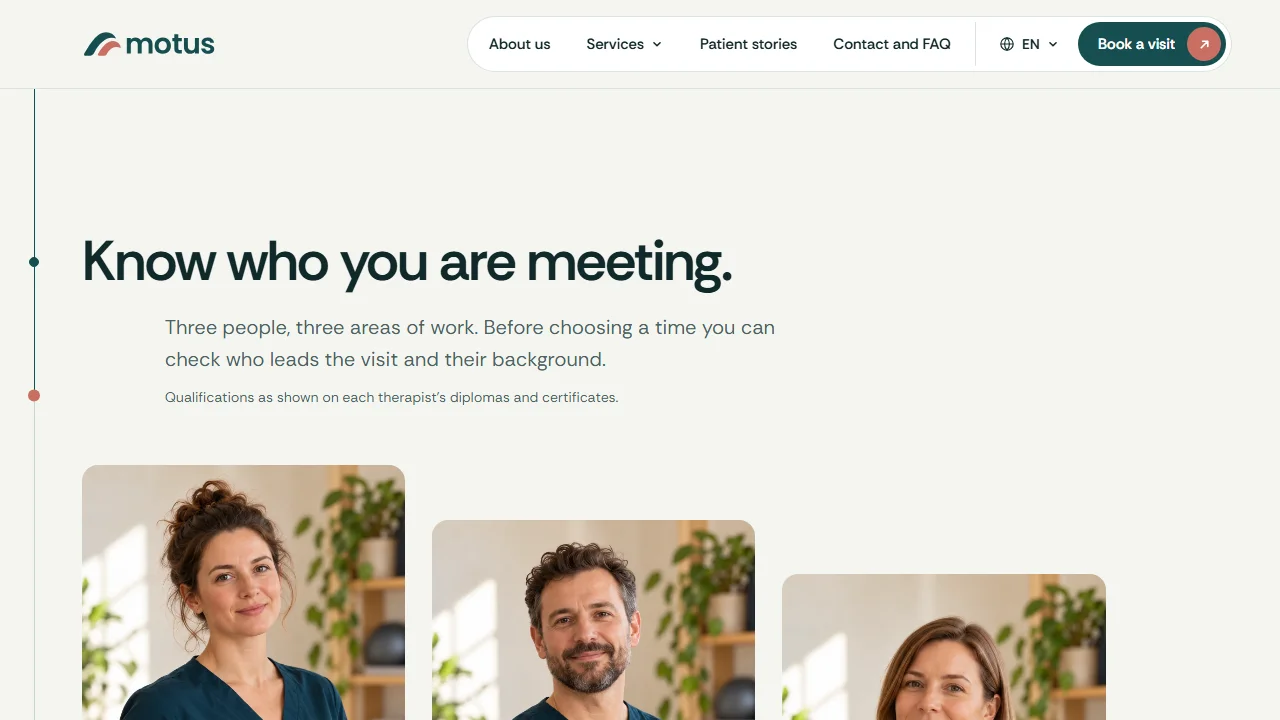 motus
About us
Services
Patient stories
Contact and FAQ
EN
Book a visit
Know who you are meeting.
Three people, three areas of work. Before choosing a time you can
check who leads the visit and their background.
Qualifications as shown on each therapist’s diplomas and certificates.